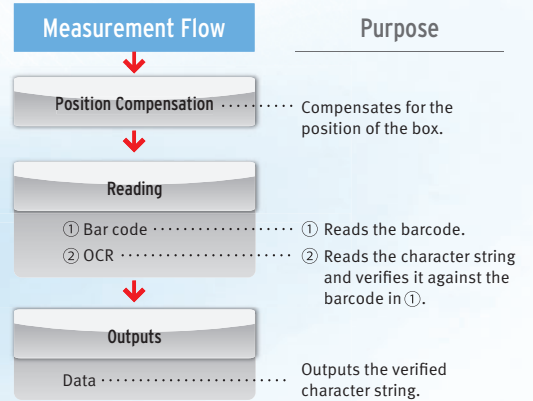 Measurement Flow
Purpose
Position Compensation
Compensates for the
position of the box.
Reading
① Bar code
① Reads the barcode.
② OCR
② Reads the character string
and verifies it against the
barcode in ①.
Outputs
Data
Outputs the verified
character string.